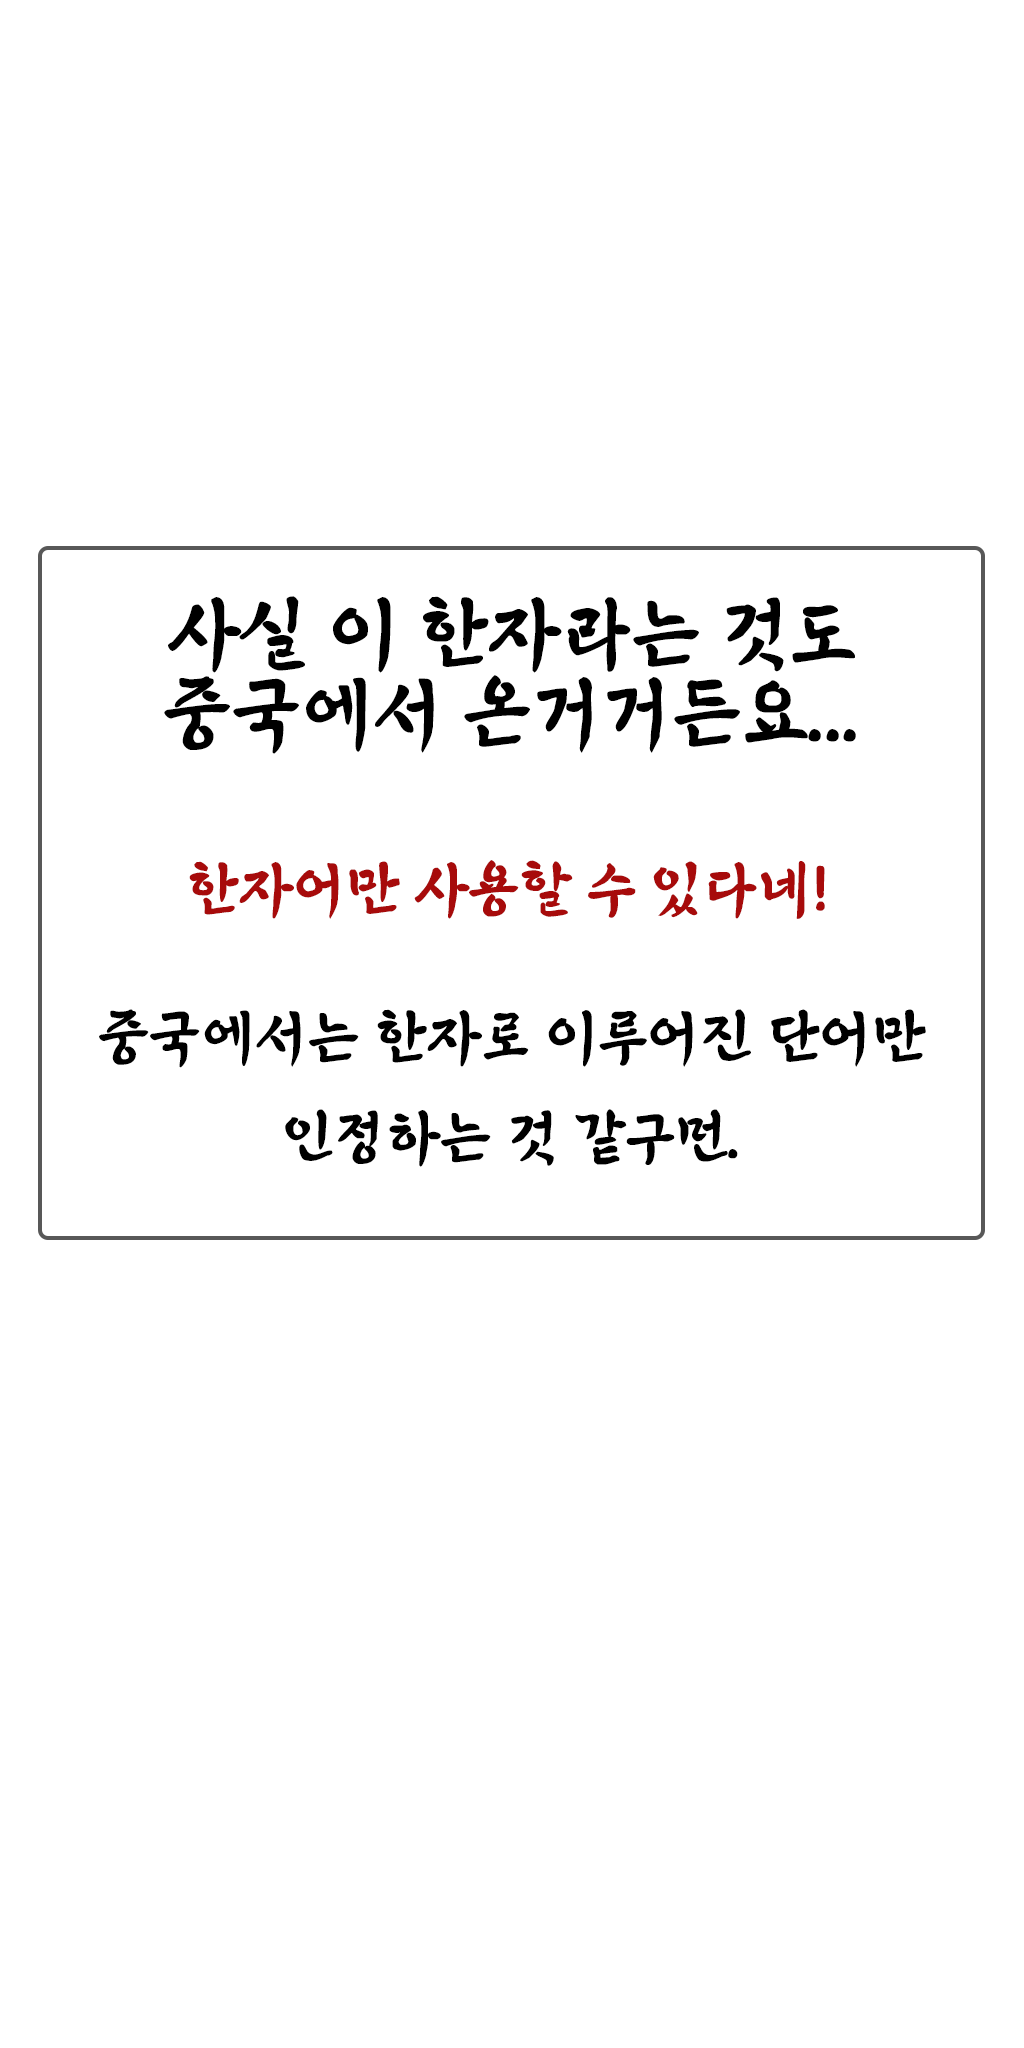 사실 이 한자라는 것도
중국에서 온거거든요...
한자어만 사용할 수 있다네!
중국에서는 한자로 이루어진 단어만
인정하는 것 같구먼.